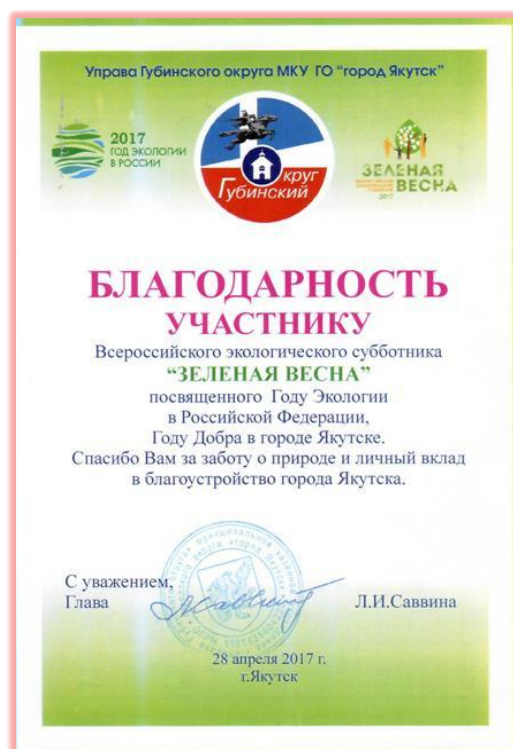 Управа Губинского округа МКУ ГО "город Якутск"
2017
ГОД ЭКОЛОГИИ
В РОССИИ
Округ
Губинский
ЗЕЛЕНАЯ
ВЕСНА
2017
БЛАГОДАРНОСТЬ
УЧАСТНИКУ
Всероссийского экологического субботника
“ЗЕЛЕНАЯ ВЕСНА”
посвященного Году Экологии
в Российской Федерации,
Году Добра в городе Якутске.
Спасибо Вам за заботу о природе и личный вклад
в благоустройство города Якутска.
С уважением,
Глава
Л.И.Саввина
28 апреля 2017 г.
г.Якутск